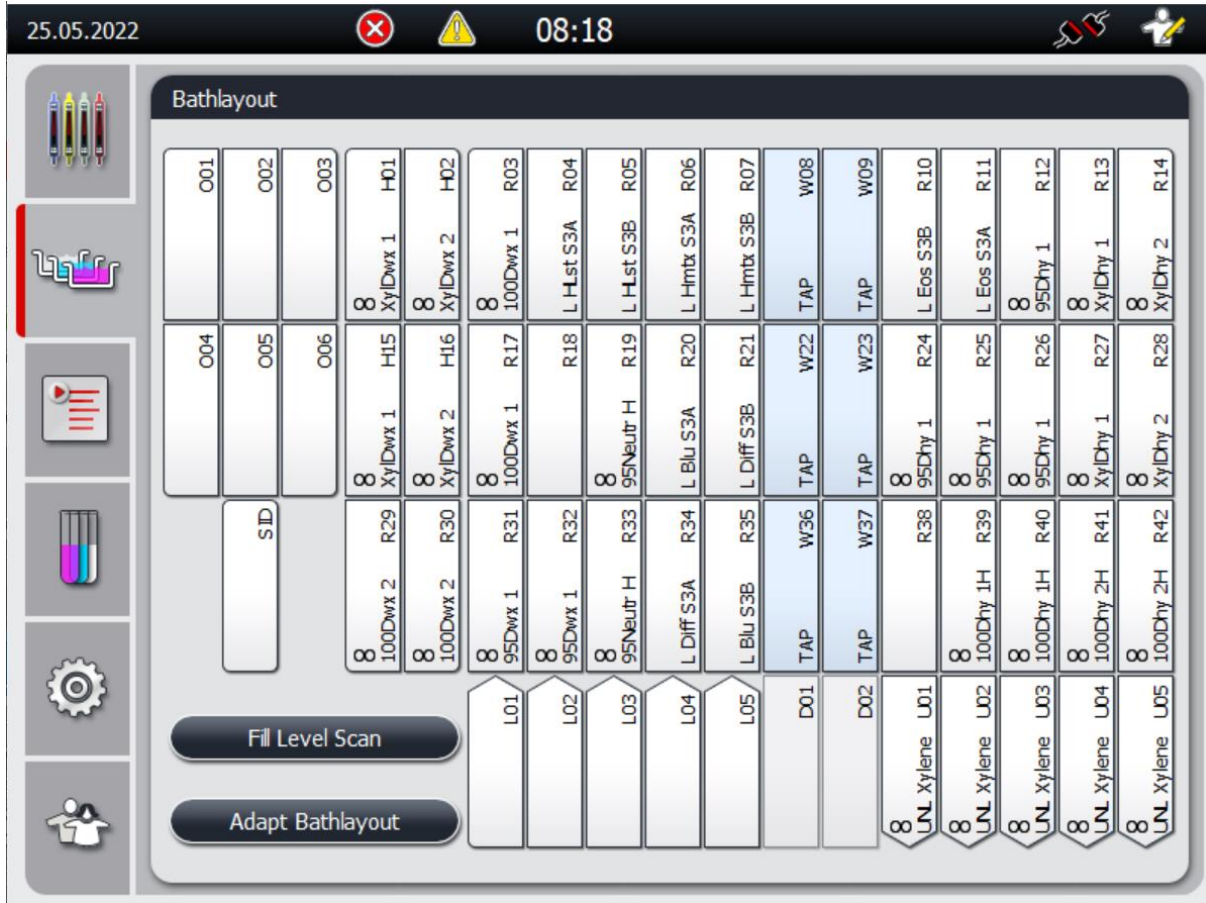 25.05.2022
08:18
Bathlayout
O01
O02
O03
XylDwx 1 H01
XylDwx 2 H02
100Dwx 1 R03
L HLst S3A R04
L HLst S3B R05
L Hmtx S3A R06
L Hmtx S3B R07
TAP W08
TAP W09
L Eos S3B R10
L Eos S3A R11
95Dhy 1 R12
XylDhy 1 R13
XylDhy 2 R14
O04
O05
O06
XylDwx 1 H15
XylDwx 2 H16
100Dwx 1 R17
R18
95Neutr H R19
L Blu S3A R20
L Diff S3B R21
TAP W22
TAP W23
95Dhy 1 R24
95Dhy 1 R25
95Dhy 1 R26
XylDhy 1 R27
XylDhy 2 R28
SID
100Dwx 2 R29
100Dwx 2 R30
95Dwx 1 R31
95Dwx 1 R32
95Neutr H R33
L Diff S3A R34
L Blu S3B R35
TAP W36
TAP W37
R38
100Dhy 1H R39
100Dhy 1H R40
100Dhy 2H R41
100Dhy 2H R42
L01
L02
L03
L04
L05
D01
D02
UNL Xylene U01
UNL Xylene U02
UNL Xylene U03
UNL Xylene U04
UNL Xylene U05
Fill Level Scan
Adapt Bathlayout